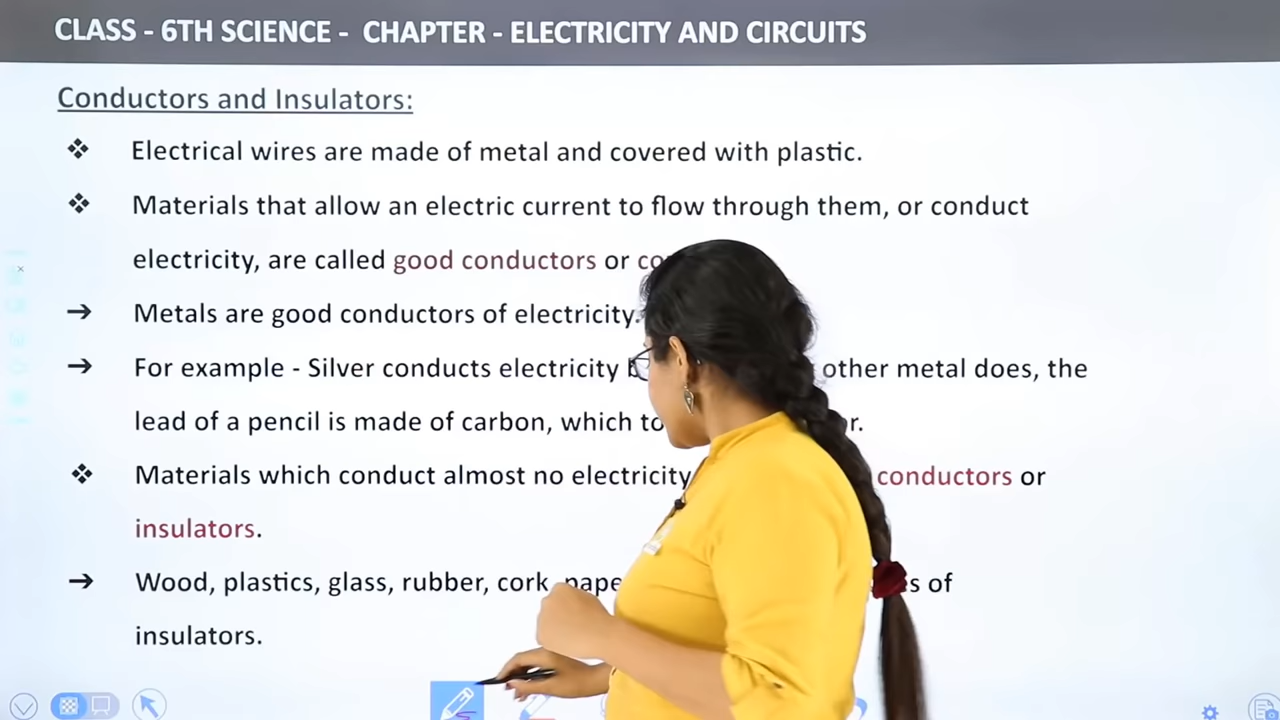 CLASS - 6TH SCIENCE - CHAPTER - ELECTRICITY AND CIRCUITS
Conductors and Insulators:
Electrical wires are made of metal and covered with plastic.
Materials that allow an electric current to flow through them, or conduct
electricity, are called good conductors or
Metals are good conductors of electricity.
For example - Silver conducts electricity other metal does, the
lead of a pencil is made of carbon, which
Materials which conduct almost no electricity conductors or
insulators.
Wood, plastics, glass, rubber, cork of
insulators.